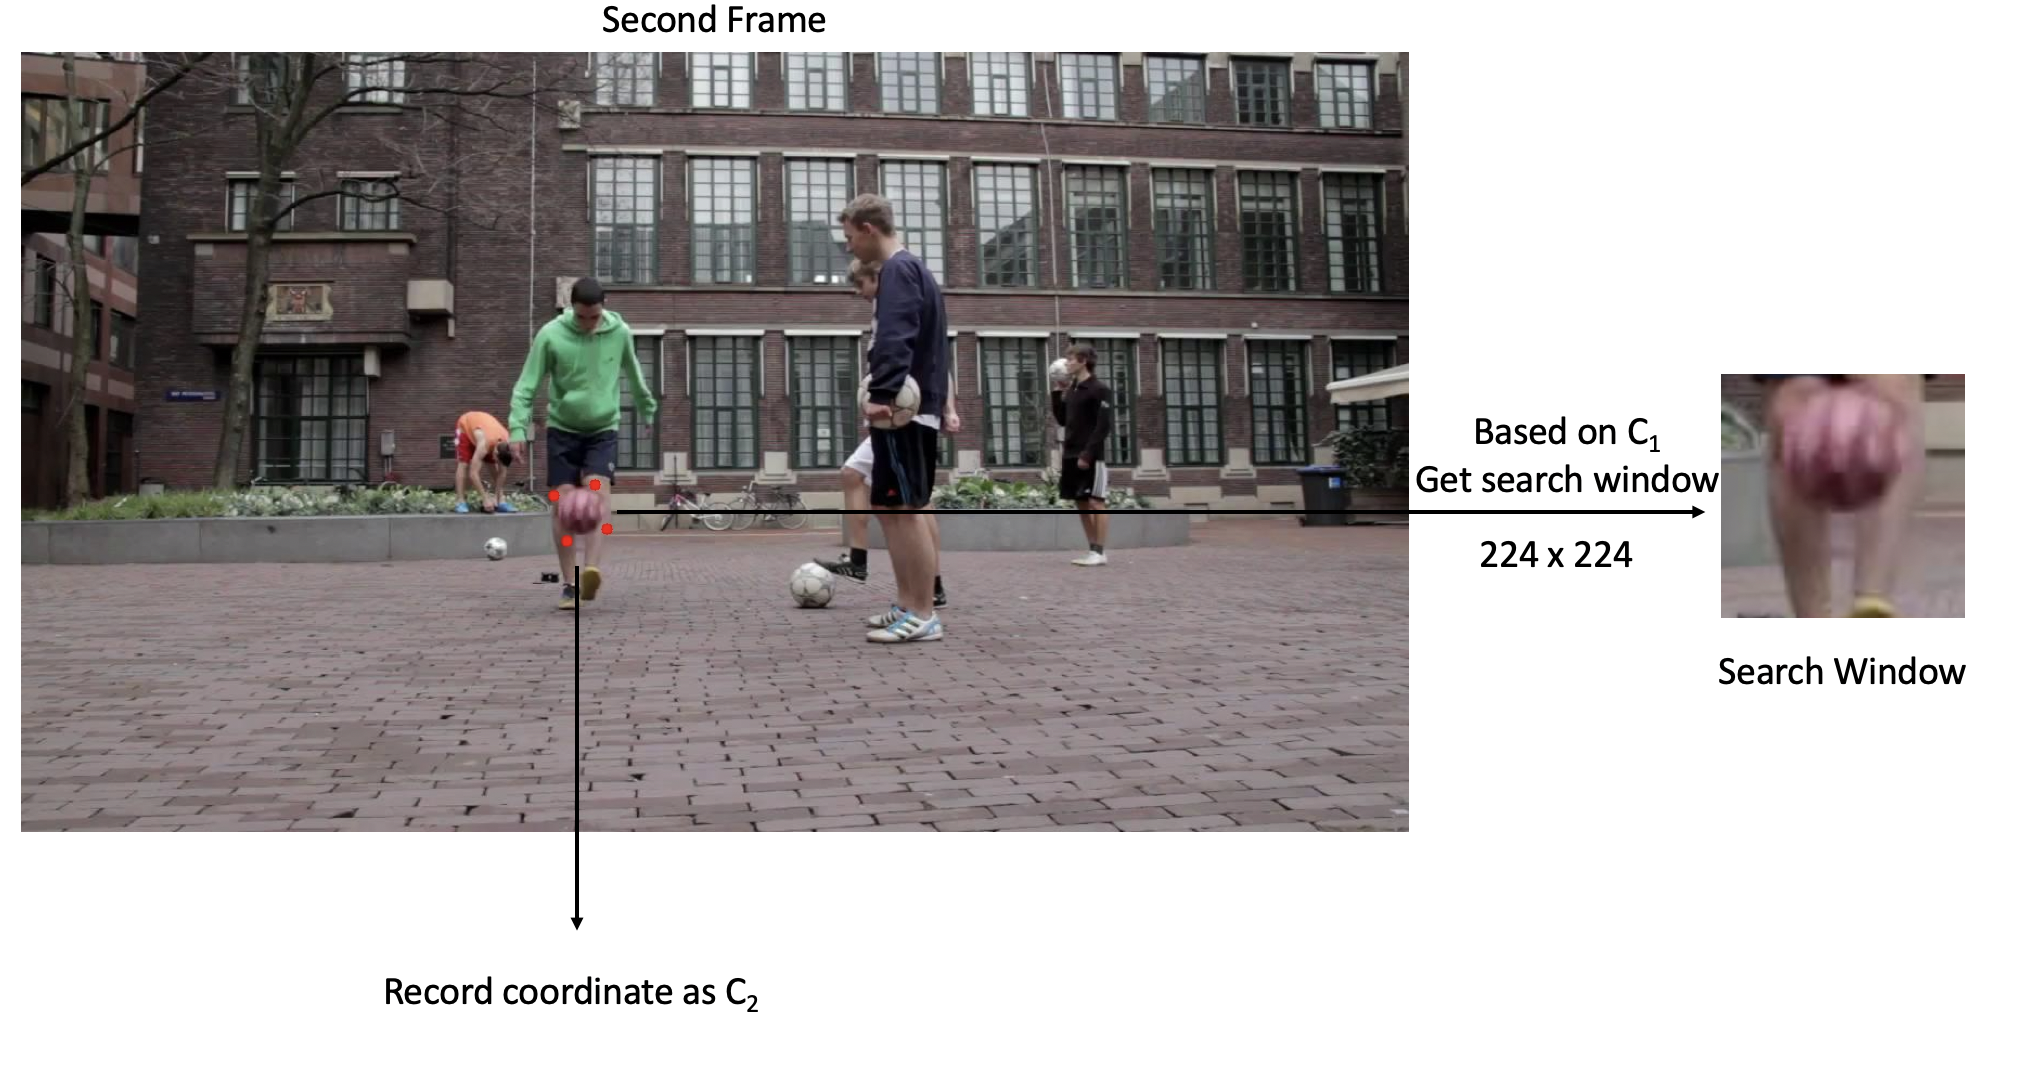 Second Frame
Based on C₁
Get search window
224 x 224
Search Window
Record coordinate as C₂